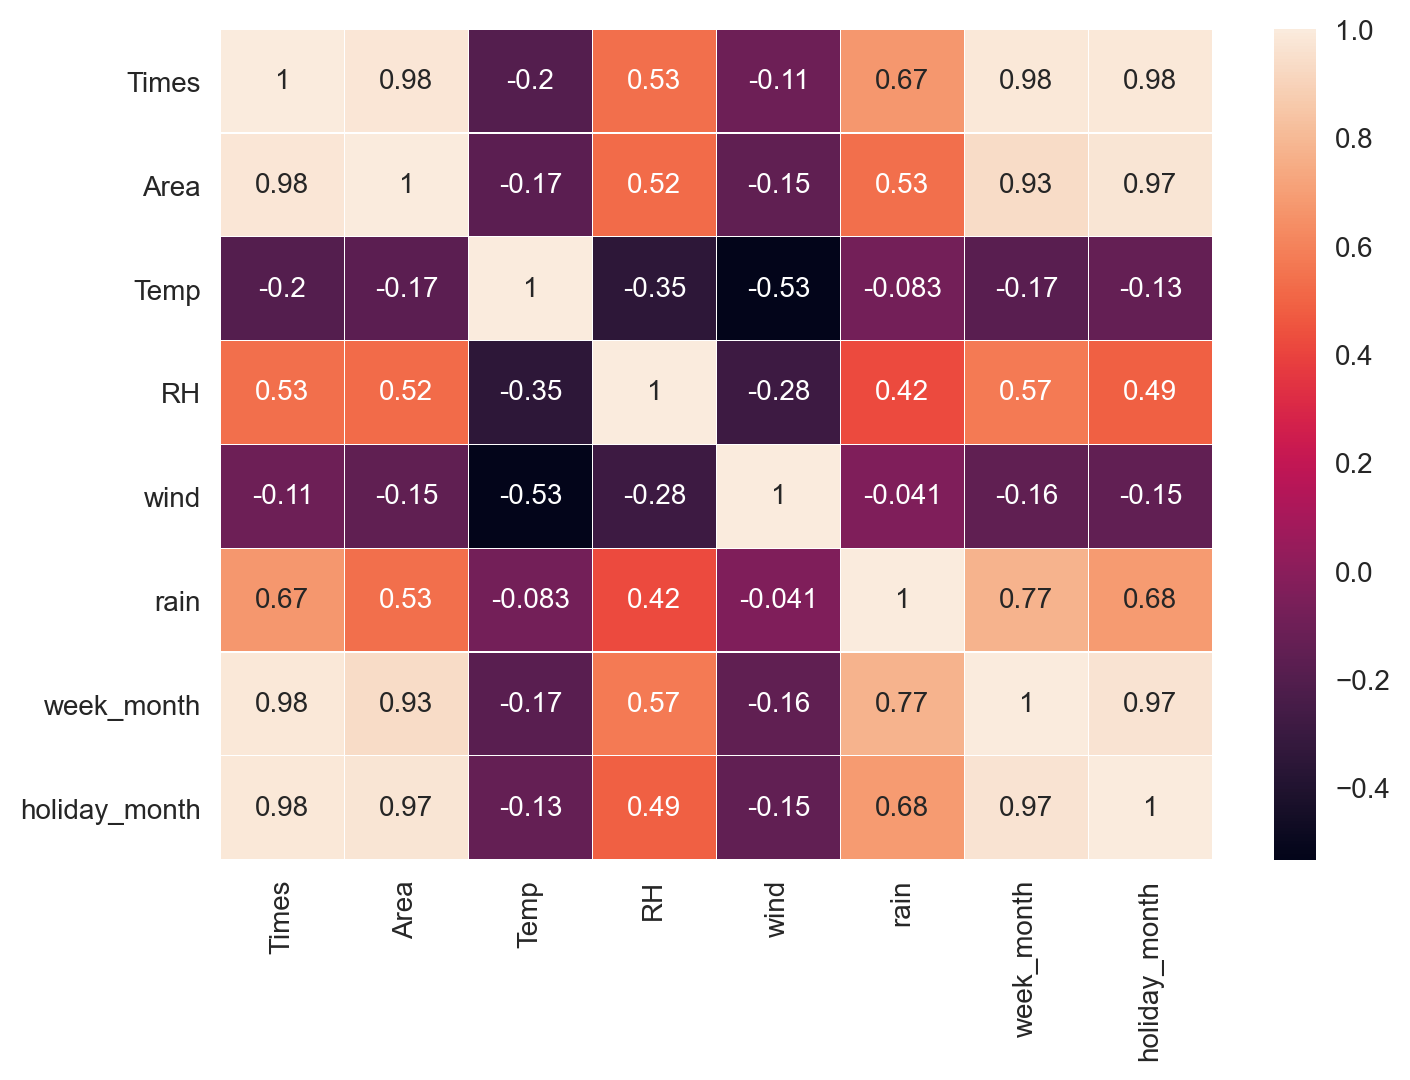 Times 1 0.98 -0.2 0.53 -0.11 0.67 0.98 0.98
Area 0.98 1 -0.17 0.52 -0.15 0.53 0.93 0.97
Temp -0.2 -0.17 1 -0.35 -0.53 -0.083 -0.17 -0.13
RH 0.53 0.52 -0.35 1 -0.28 0.42 0.57 0.49
wind -0.11 -0.15 -0.53 -0.28 1 -0.041 -0.16 -0.15
rain 0.67 0.53 -0.083 0.42 -0.041 1 0.77 0.68
week_month 0.98 0.93 -0.17 0.57 -0.16 0.77 1 0.97
holiday_month 0.98 0.97 -0.13 0.49 -0.15 0.68 0.97 1
Times Area Temp RH wind rain week_month holiday_month
1.0
0.8
0.6
0.4
0.2
0.0
−0.2
−0.4